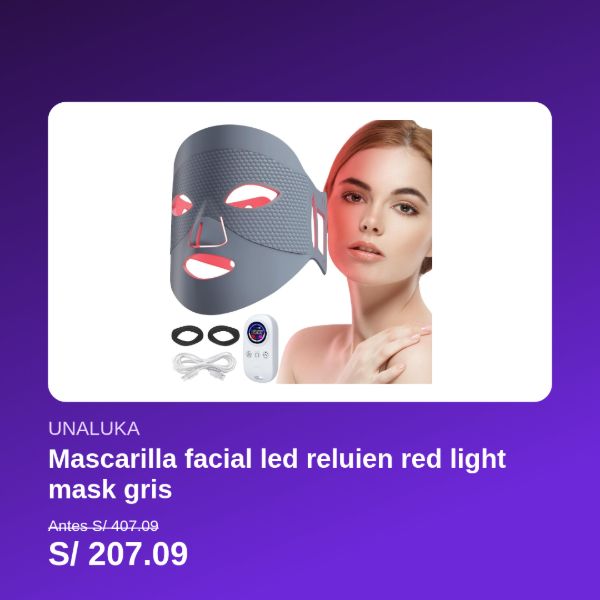 UNALUKA
Mascarilla facial led reluien red light
mask gris
Antes S/ 407.09
S/ 207.09